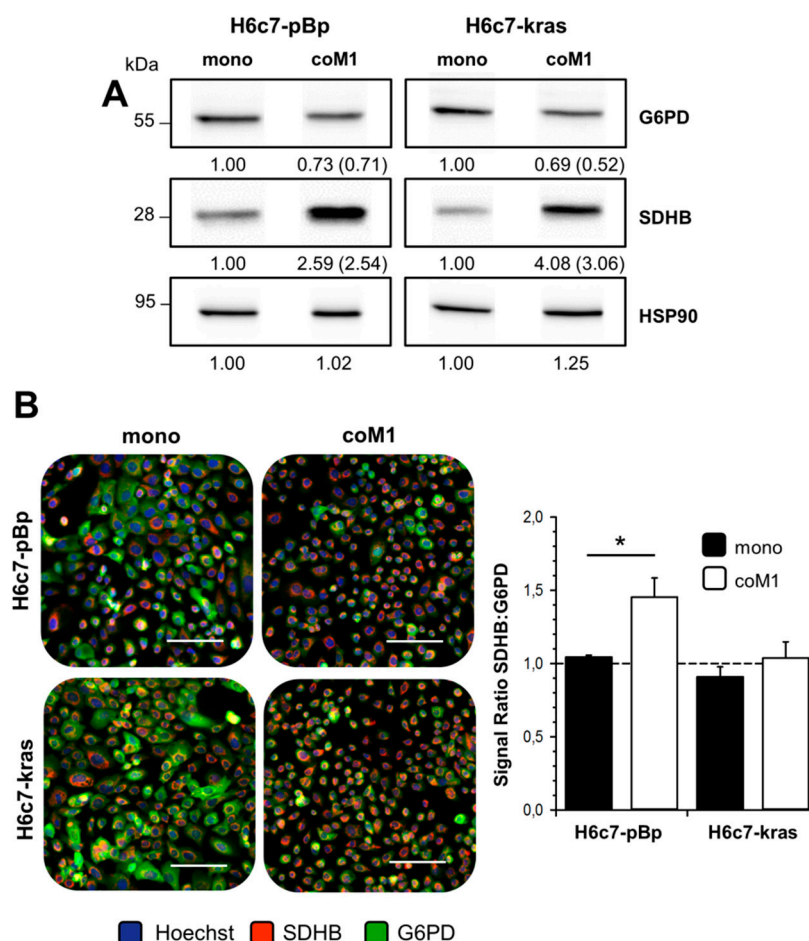 H6c7-pBp H6c7-kras
kDa mono coM1 mono coM1
A
55 G6PD
1.00 0.73 (0.71) 1.00 0.69 (0.52)
28 SDHB
1.00 2.59 (2.54) 1.00 4.08 (3.06)
95 HSP90
1.00 1.02 1.00 1.25
B
mono coM1
H6c7-pBp
H6c7-kras
Hoechst SDHB G6PD
Signal Ratio SDHB:G6PD
2,0
1,5
1,0
0,5
0,0
*
mono
coM1
H6c7-pBp H6c7-kras